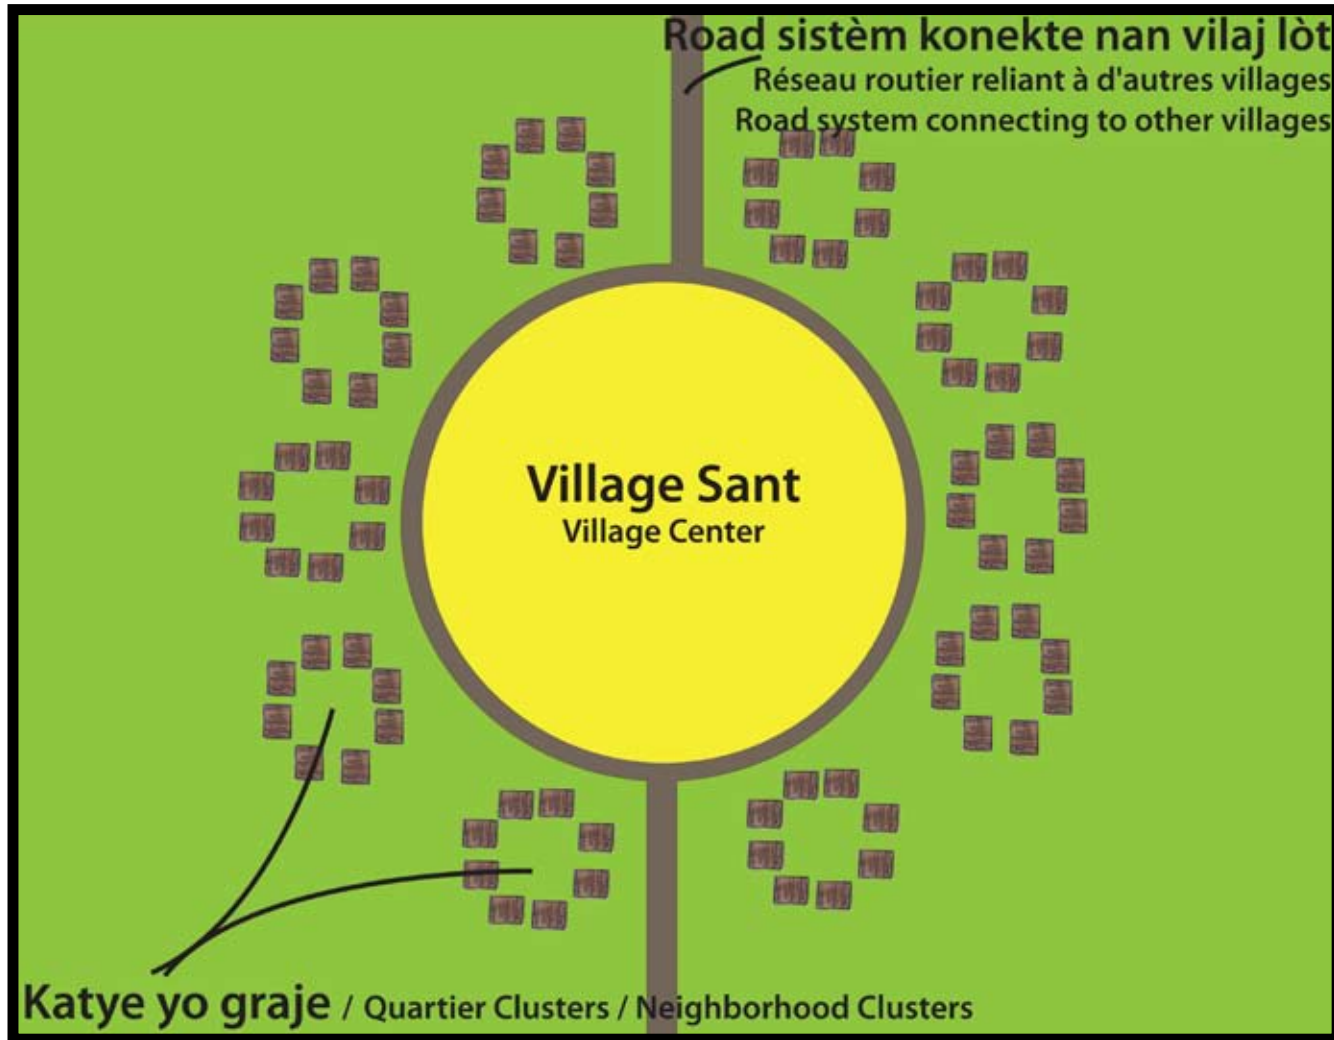 Road sistèm konekte nan vilaj lòt
Réseau routier reliant à d'autres villages
Road system connecting to other villages
Village Sant
Village Center
Katye yo graje / Quartier Clusters / Neighborhood Clusters